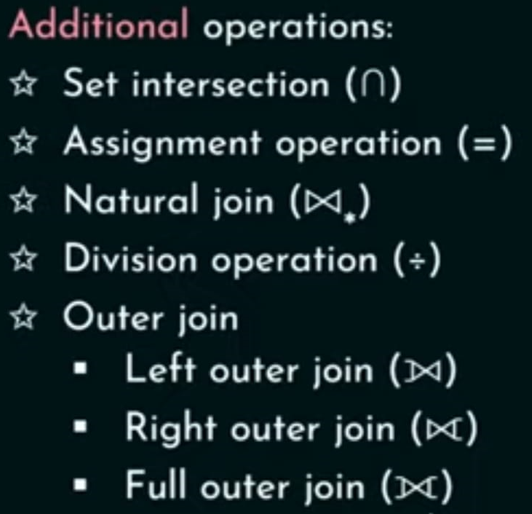 Additional operations:
☆ Set intersection (∩)
☆ Assignment operation (=)
☆ Natural join (⋈*)
☆ Division operation (÷)
☆ Outer join
▪ Left outer join (⟕)
▪ Right outer join (⟖)
▪ Full outer join (⟗)